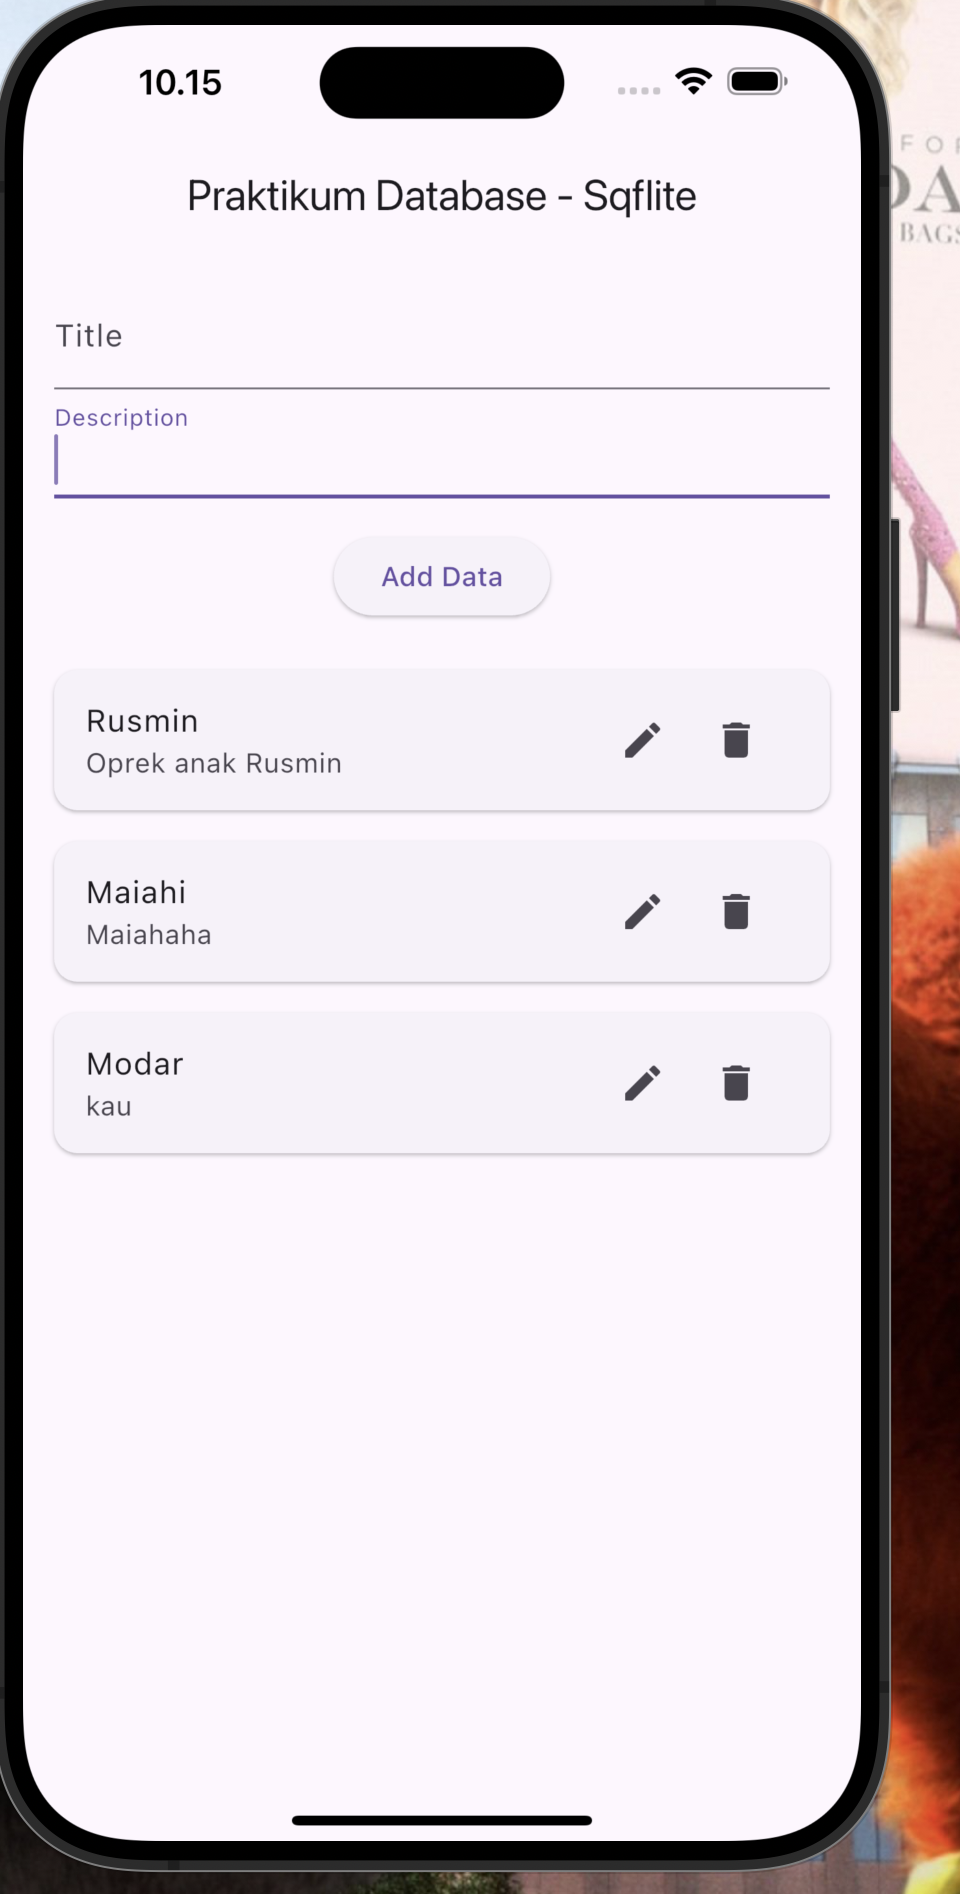 10.15
FOR
DA
BAGS
Praktikum Database - Sqflite
Title
Description
Add Data
Rusmin
Oprek anak Rusmin
Maiahi
Maiahaha
Modar
kau